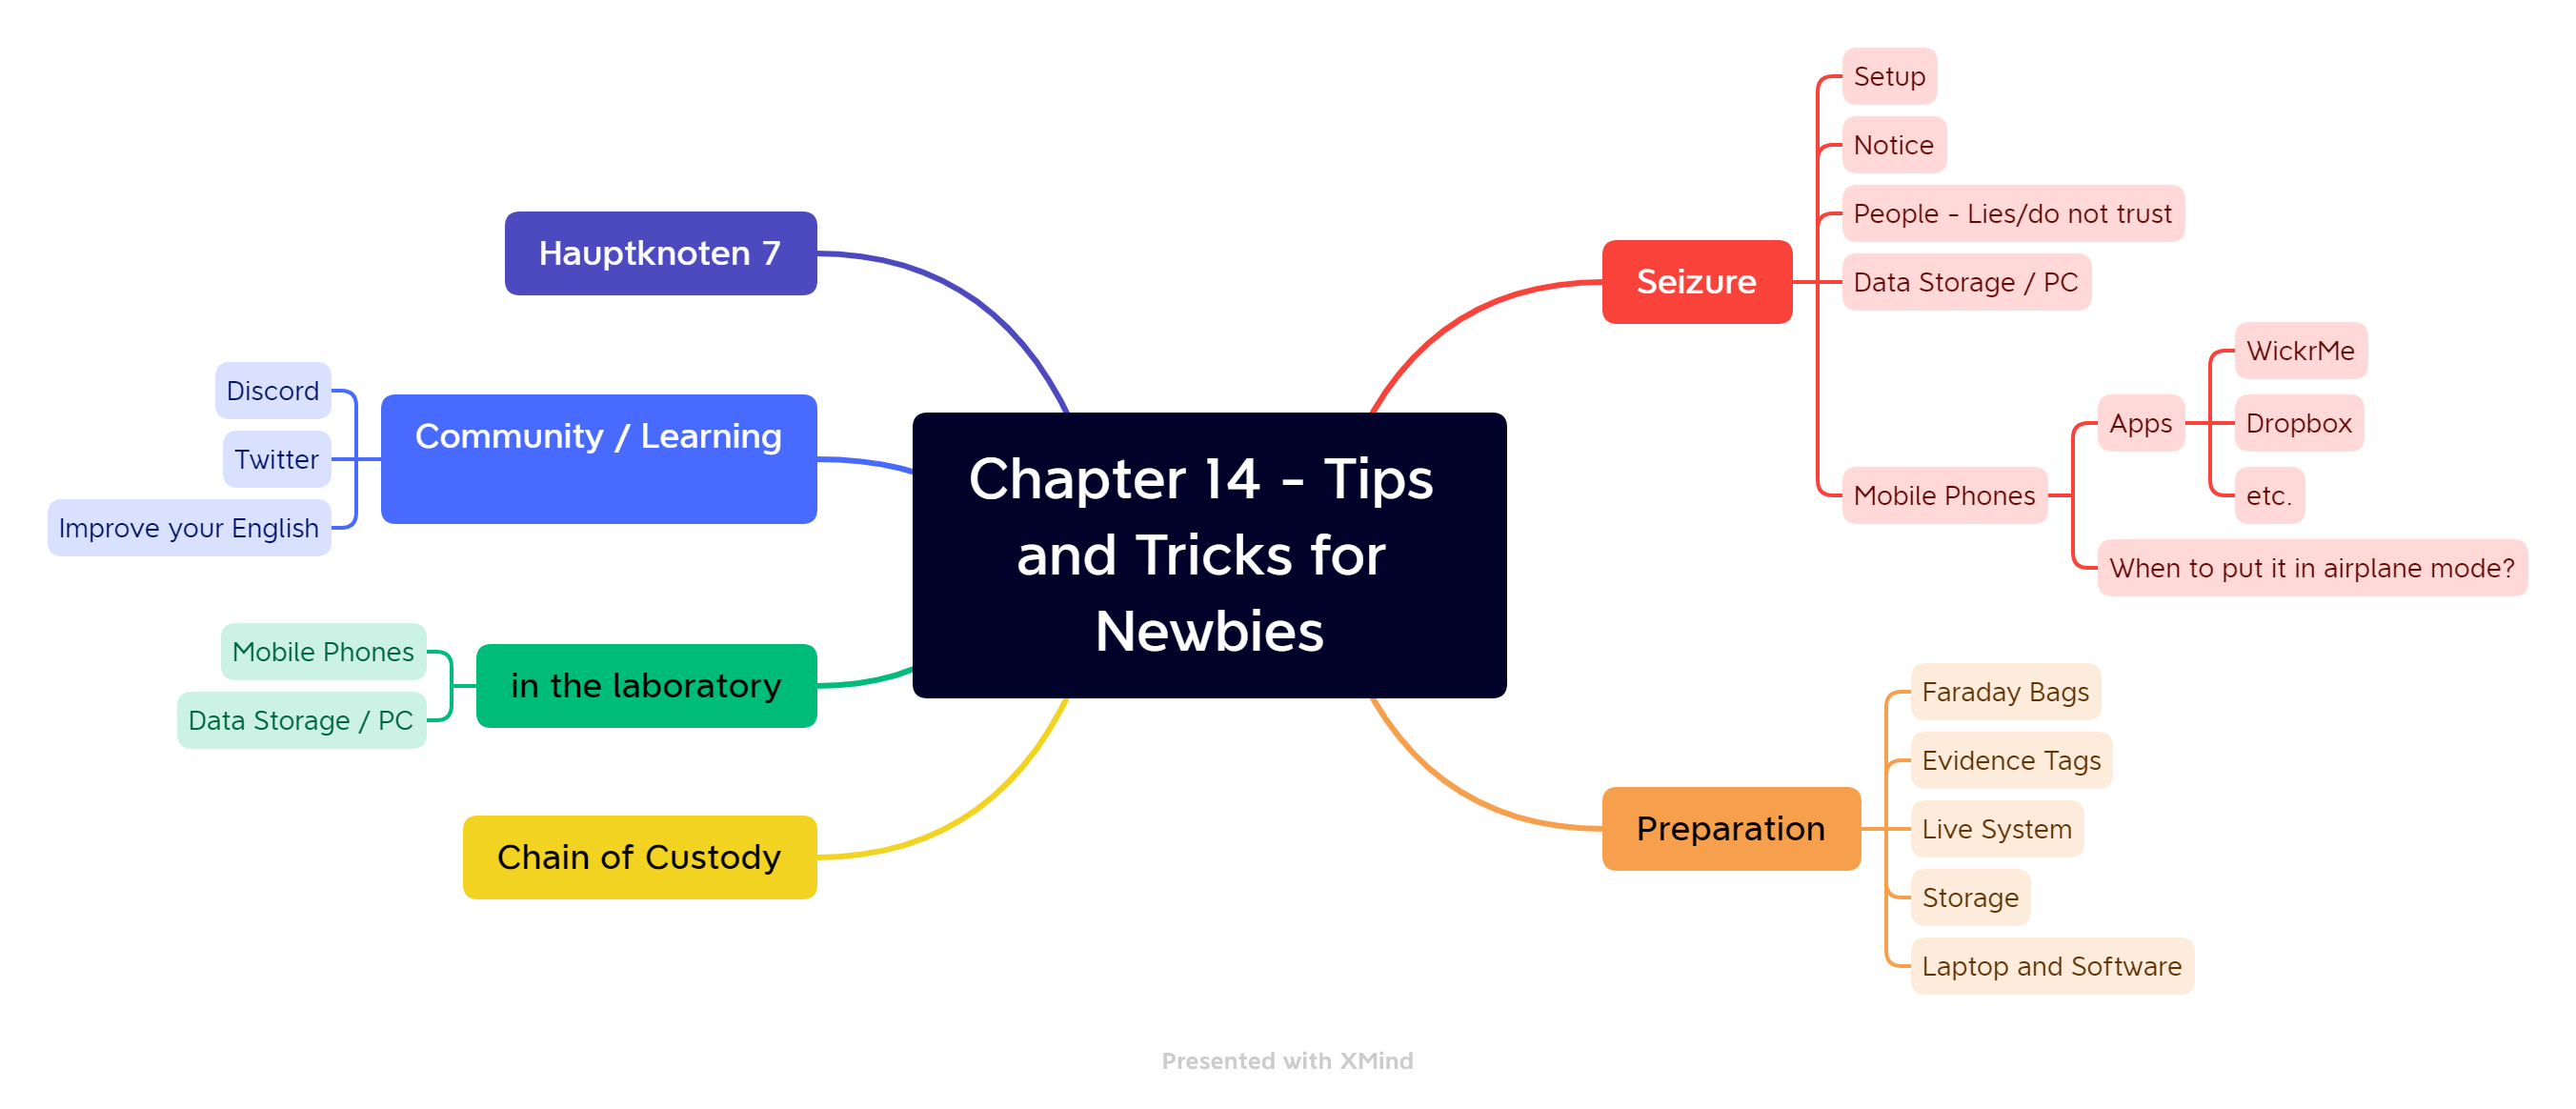 Chapter 14 - Tips
and Tricks for
Newbies
Seizure
Setup
Notice
People - Lies/do not trust
Data Storage / PC
Mobile Phones
Apps
WickrMe
Dropbox
etc.
When to put it in airplane mode?
Preparation
Faraday Bags
Evidence Tags
Live System
Storage
Laptop and Software
Hauptknoten 7
Community / Learning
Discord
Twitter
Improve your English
in the laboratory
Mobile Phones
Data Storage / PC
Chain of Custody
Presented with XMind